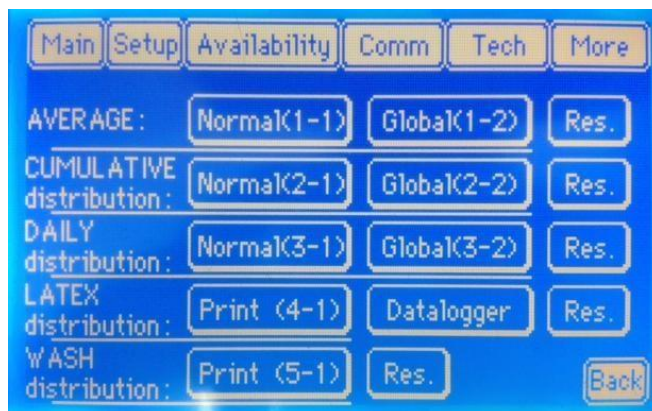 Main Setup Availability Comm Tech More
AVERAGE: Normal(1-1) Global(1-2) Res.
CUMULATIVE
distribution: Normal(2-1) Global(2-2) Res.
DAILY
distribution: Normal(3-1) Global(3-2) Res.
LATEX
distribution: Print (4-1) Datalogger Res.
WASH
distribution: Print (5-1) Res. Back